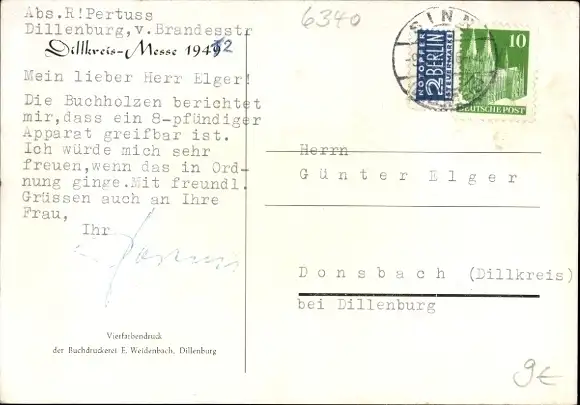 Abs.R!Pertuss
Dillenburg,v.Brandesstr
Dillkreis-Messe 1949
52
Mein lieber Herr Elger!
Die Buchholzen berichtet
mir,dass ein 8-pfündiger
Apparat greifbar ist.
Ich würde mich sehr
freuen,wenn das in Ord-
nung ginge.Mit freundl.
Grüssen auch an Ihre
Frau,
Ihr
Vierfarbendruck
der Buchdruckerei E. Weidenbach, Dillenburg
6340
SINN
NOTOPFER
2 BERLIN
STEUERMARKE
10
DEUTSCHE POST
Herrn
Günter Elger
Donsbach (Dillkreis)
bei Dillenburg
9€